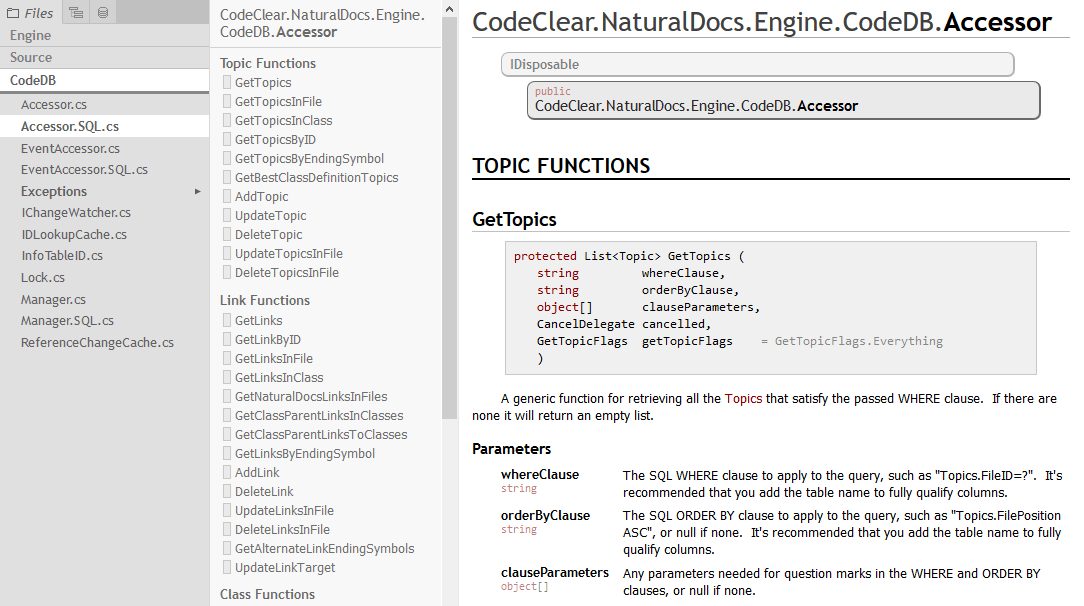 Files
Engine
Source
CodeDB
Accessor.cs
Accessor.SQL.cs
EventAccessor.cs
EventAccessor.SQL.cs
Exceptions
IChangeWatcher.cs
IDLookupCache.cs
InfoTableID.cs
Lock.cs
Manager.cs
Manager.SQL.cs
ReferenceChangeCache.cs
CodeClear.NaturalDocs.Engine.
CodeDB.Accessor
Topic Functions
GetTopics
GetTopicsInFile
GetTopicsInClass
GetTopicsByID
GetTopicsByEndingSymbol
GetBestClassDefinitionTopics
AddTopic
UpdateTopic
DeleteTopic
UpdateTopicsInFile
DeleteTopicsInFile
Link Functions
GetLinks
GetLinkByID
GetLinksInFile
GetLinksInClass
GetNaturalDocsLinksInFiles
GetClassParentLinksInClasses
GetClassParentLinksToClasses
GetLinksByEndingSymbol
AddLink
DeleteLink
UpdateLinksInFile
DeleteLinksInFile
GetAlternateLinkEndingSymbols
UpdateLinkTarget
Class Functions
CodeClear.NaturalDocs.Engine.CodeDB.Accessor
IDisposable
public
CodeClear.NaturalDocs.Engine.CodeDB.Accessor
TOPIC FUNCTIONS
GetTopics
protected List<Topic> GetTopics (
string whereClause,
string orderByClause,
object[] clauseParameters,
CancelDelegate cancelled,
GetTopicFlags getTopicFlags = GetTopicFlags.Everything
)
A generic function for retrieving all the Topics that satisfy the passed WHERE clause. If there are
none it will return an empty list.
Parameters
whereClause
string
The SQL WHERE clause to apply to the query, such as "Topics.FileID=?". It's
recommended that you add the table name to fully qualify columns.
orderByClause
string
The SQL ORDER BY clause to apply to the query, such as "Topics.FilePosition
ASC", or null if none. It's recommended that you add the table name to fully
qualify columns.
clauseParameters
object[]
Any parameters needed for question marks in the WHERE and ORDER BY
clauses, or null if none.